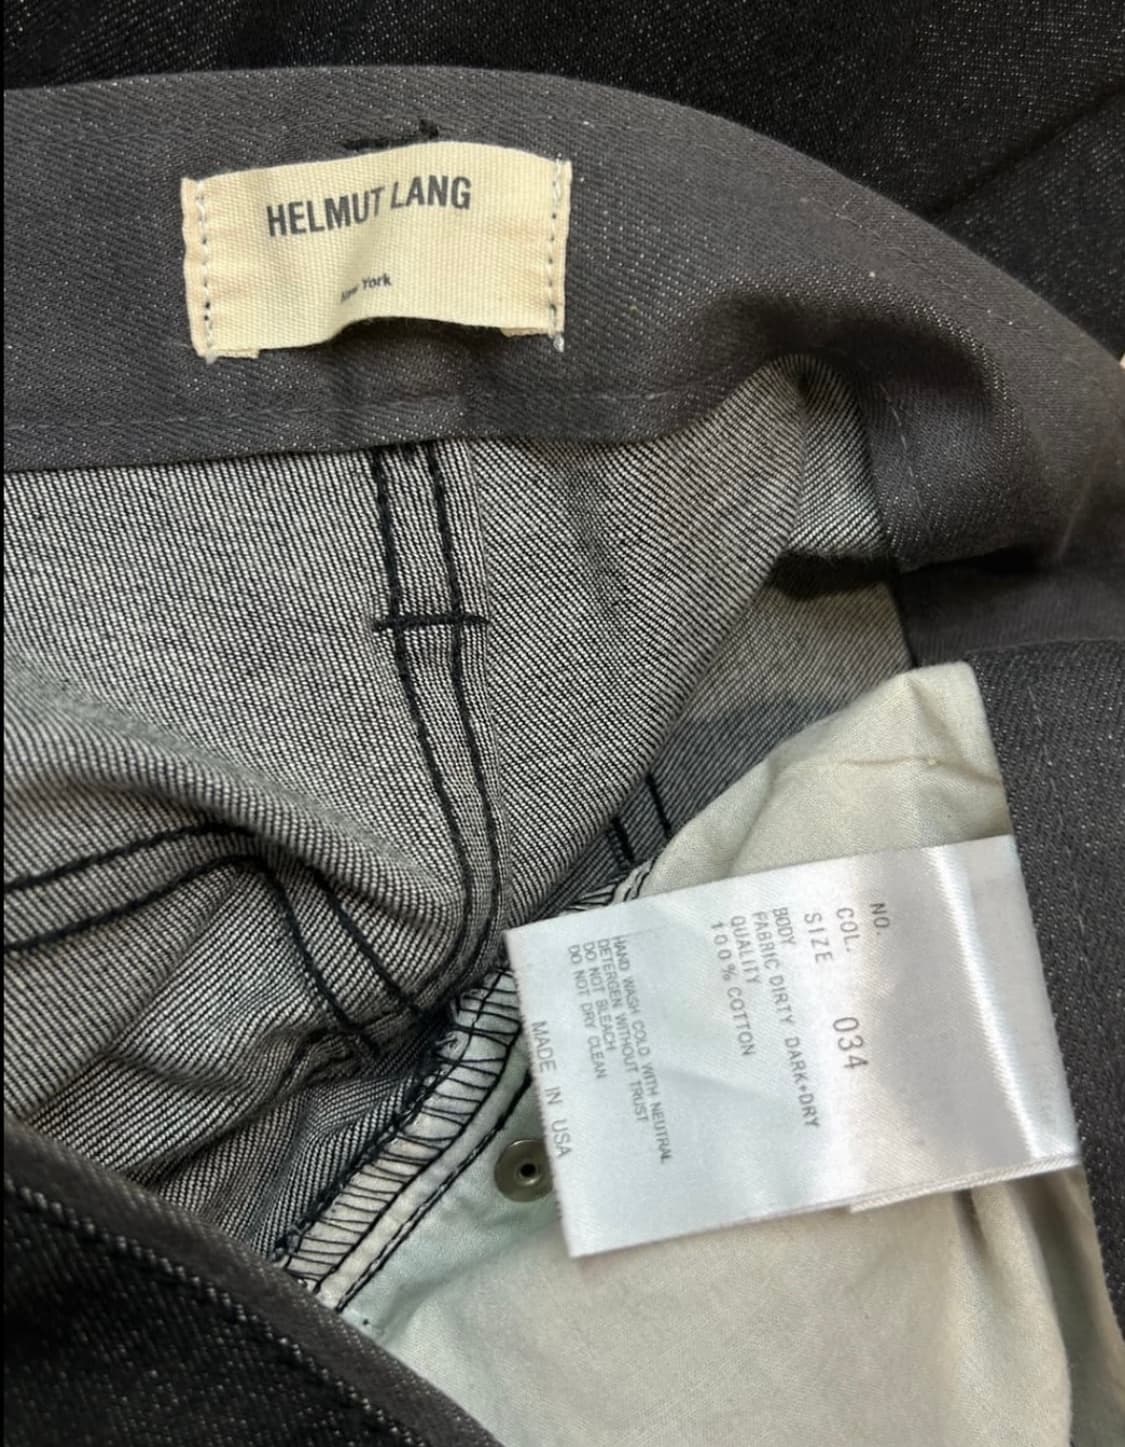 HELMUT LANG
New York
NO.
COL.
SIZE 034
BODY
FABRIC DIRTY DARK+DRY
QUALITY
100% COTTON
HAND WASH COLD WITH NEUTRAL
DETERGEN WITHOUT TRUST
DO NOT BLEACH
DO NOT DRY CLEAN
MADE IN USA